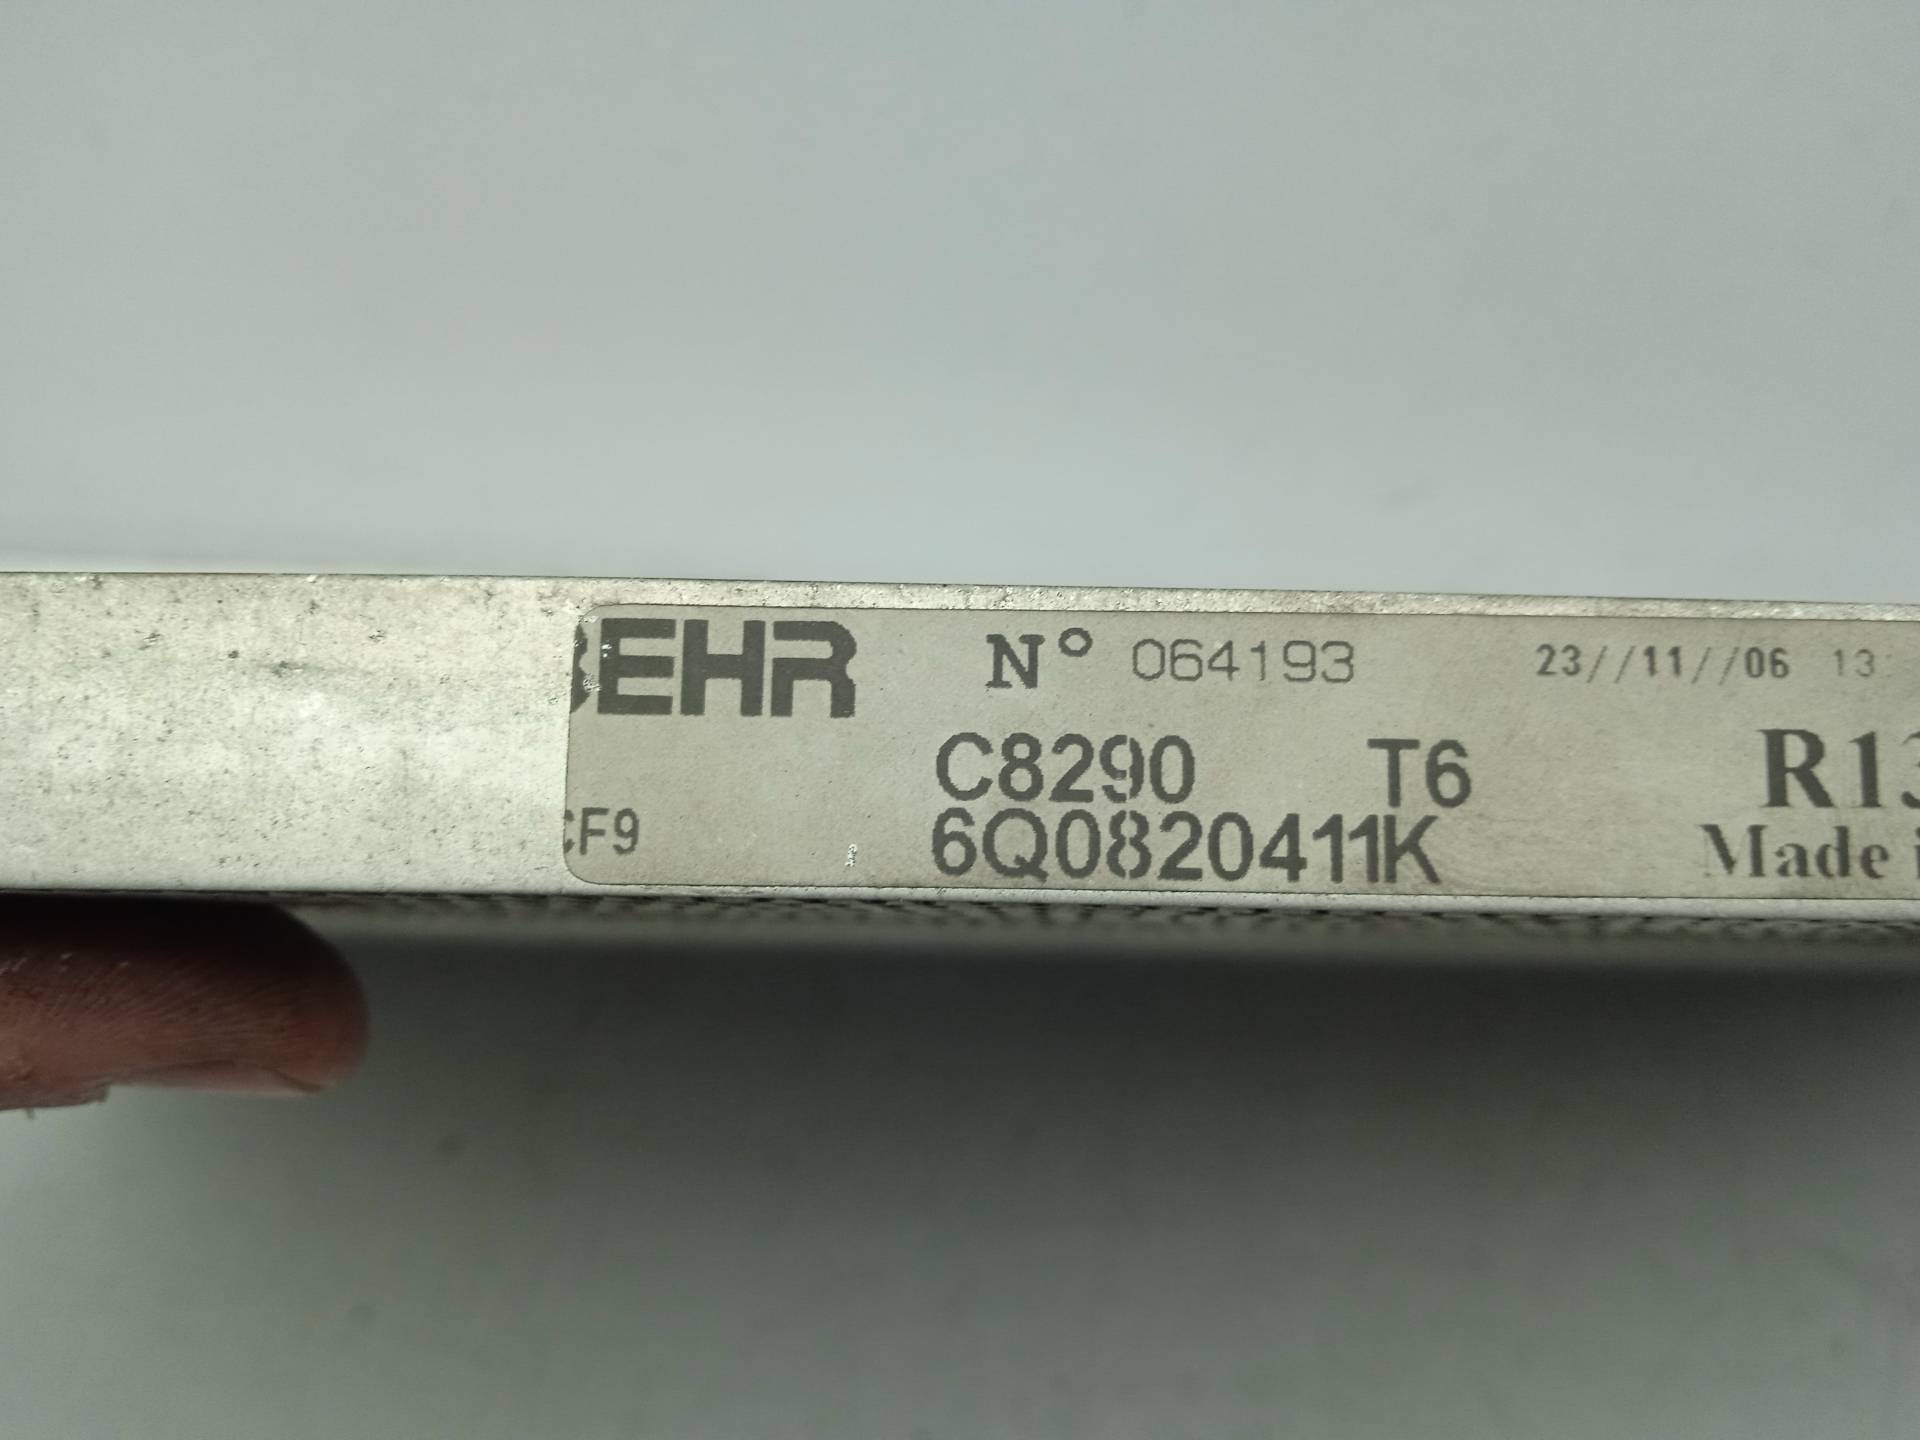 BEHR N° 064193 23//11//06 13:
C8290 T6 R13
CF9 6Q0820411K Made i